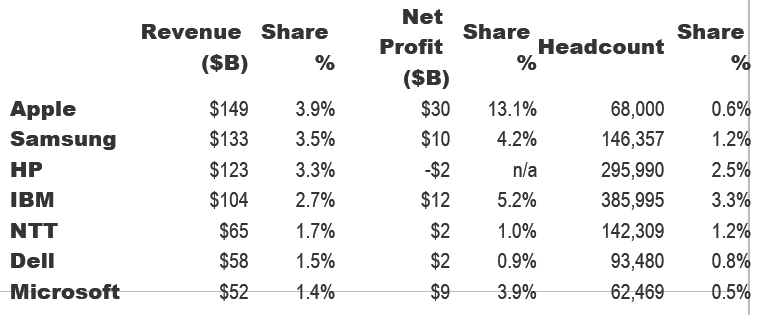 Revenue ($B) Share % Net Profit ($B) Share % Headcount Share %
Apple $149 3.9% $30 13.1% 68,000 0.6%
Samsung $133 3.5% $10 4.2% 146,357 1.2%
HP $123 3.3% -$2 n/a 295,990 2.5%
IBM $104 2.7% $12 5.2% 385,995 3.3%
NTT $65 1.7% $2 1.0% 142,309 1.2%
Dell $58 1.5% $2 0.9% 93,480 0.8%
Microsoft $52 1.4% $9 3.9% 62,469 0.5%